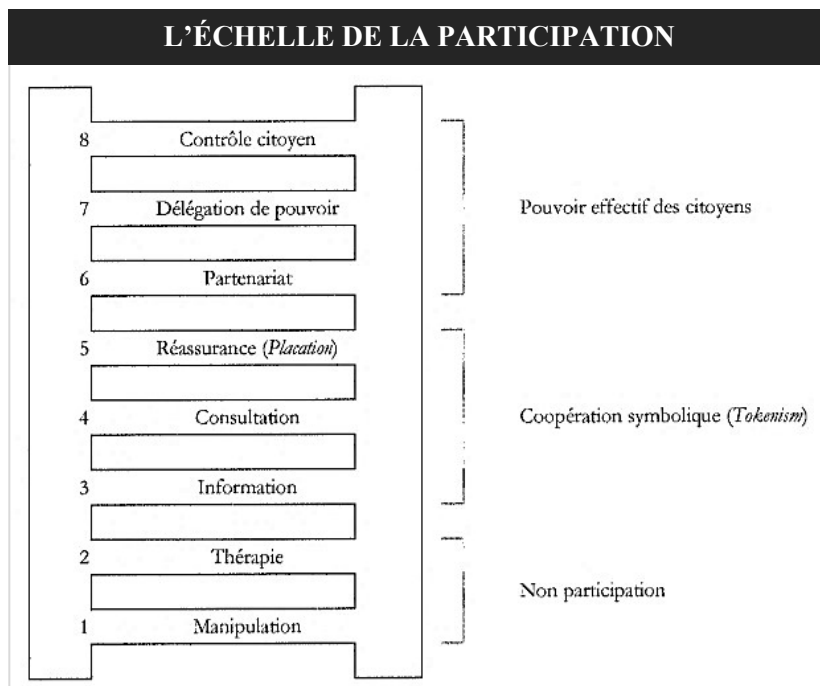 L'ÉCHELLE DE LA PARTICIPATION
8 Contrôle citoyen
7 Délégation de pouvoir
Pouvoir effectif des citoyens
6 Partenariat
5 Réassurance (Placation)
4 Consultation
Coopération symbolique (Tokenism)
3 Information
2 Thérapie
Non participation
1 Manipulation